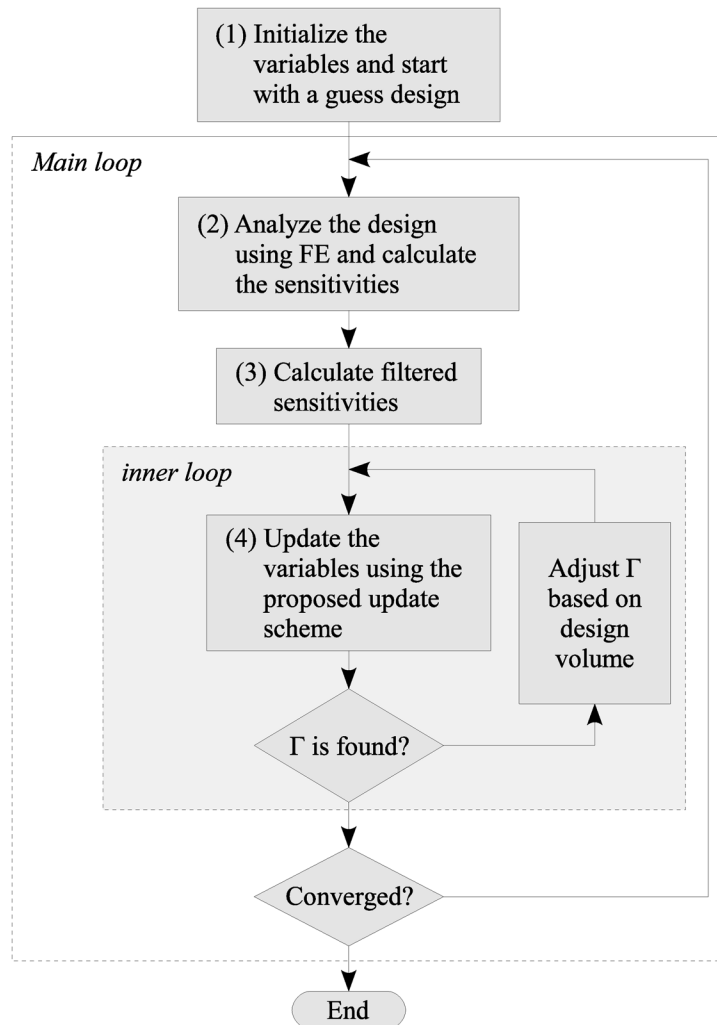 (1) Initialize the
variables and start
with a guess design
Main loop
(2) Analyze the design
using FE and calculate
the sensitivities
(3) Calculate filtered
sensitivities
inner loop
(4) Update the
variables using the
proposed update
scheme
Adjust Γ
based on
design
volume
Γ is found?
Converged?
End